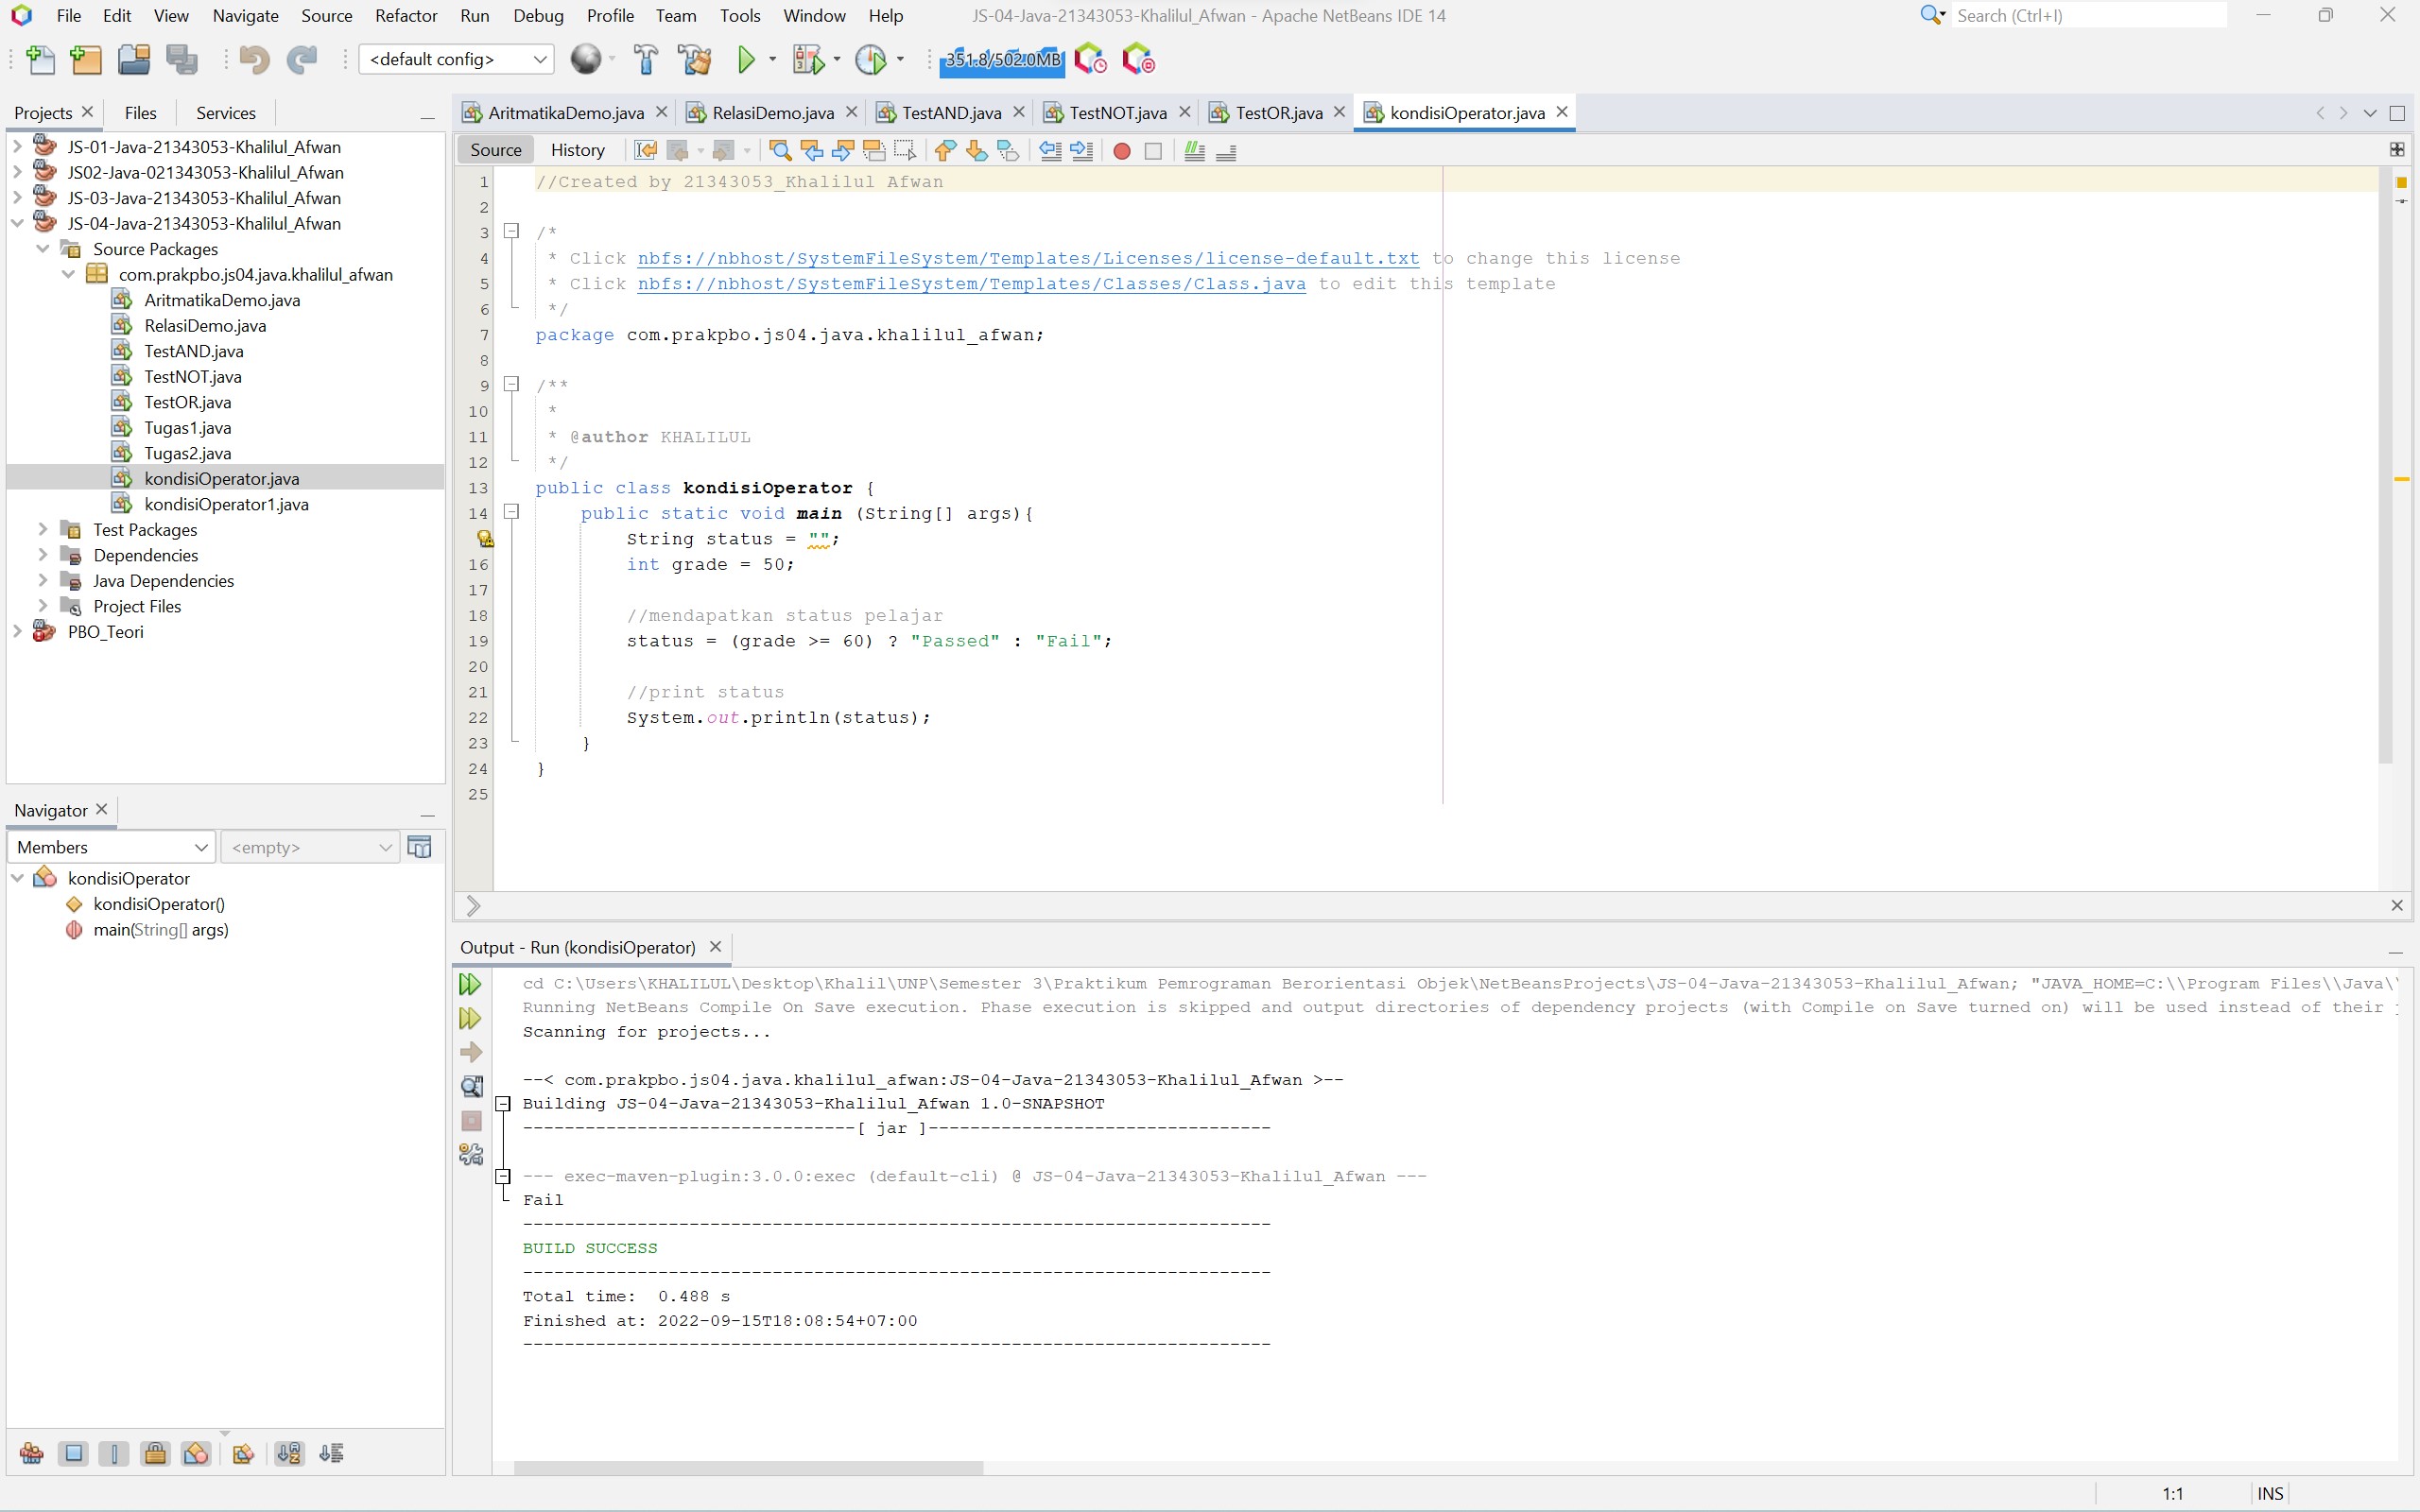 File Edit View Navigate Source Refactor Run Debug Profile Team Tools Window Help JS-04-Java-21343053-Khalilul_Afwan - Apache NetBeans IDE 14 Search (Ctrl+I)
<default config> 351.8/502.0MB
Projects Files Services
JS-01-Java-21343053-Khalilul_Afwan
JS02-Java-021343053-Khalilul_Afwan
JS-03-Java-21343053-Khalilul_Afwan
JS-04-Java-21343053-Khalilul_Afwan
Source Packages
com.prakpbo.js04.java.khalilul_afwan
AritmatikaDemo.java
RelasiDemo.java
TestAND.java
TestNOT.java
TestOR.java
Tugas1.java
Tugas2.java
kondisiOperator.java
kondisiOperator1.java
Test Packages
Dependencies
Java Dependencies
Project Files
PBO_Teori
Navigator
Members <empty>
kondisiOperator
kondisiOperator()
main(String[] args)
AritmatikaDemo.java RelasiDemo.java TestAND.java TestNOT.java TestOR.java kondisiOperator.java
Source History
1 //Created by 21343053_Khalilul Afwan
2
3 /*
4 * Click nbfs://nbhost/SystemFileSystem/Templates/Licenses/license-default.txt to change this license
5 * Click nbfs://nbhost/SystemFileSystem/Templates/Classes/Class.java to edit this template
6 */
7 package com.prakpbo.js04.java.khalilul_afwan;
8
9 /**
10 *
11 * @author KHALILUL
12 */
13 public class kondisiOperator {
14 public static void main (String[] args){
String status = "";
16 int grade = 50;
17
18 //mendapatkan status pelajar
19 status = (grade >= 60) ? "Passed" : "Fail";
20
21 //print status
22 System.out.println(status);
23 }
24 }
25
Output - Run (kondisiOperator)
cd C:\Users\KHALILUL\Desktop\Khalil\UNP\Semester 3\Praktikum Pemrograman Berorientasi Objek\NetBeansProjects\JS-04-Java-21343053-Khalilul_Afwan; "JAVA_HOME=C:\\Program Files\\Java\
Running NetBeans Compile On Save execution. Phase execution is skipped and output directories of dependency projects (with Compile on Save turned on) will be used instead of their
Scanning for projects...
--< com.prakpbo.js04.java.khalilul_afwan:JS-04-Java-21343053-Khalilul_Afwan >--
Building JS-04-Java-21343053-Khalilul_Afwan 1.0-SNAPSHOT
--------------------------------[ jar ]---------------------------------
--- exec-maven-plugin:3.0.0:exec (default-cli) @ JS-04-Java-21343053-Khalilul_Afwan ---
Fail
------------------------------------------------------------------------
BUILD SUCCESS
------------------------------------------------------------------------
Total time:  0.488 s
Finished at: 2022-09-15T18:08:54+07:00
------------------------------------------------------------------------
1:1 INS